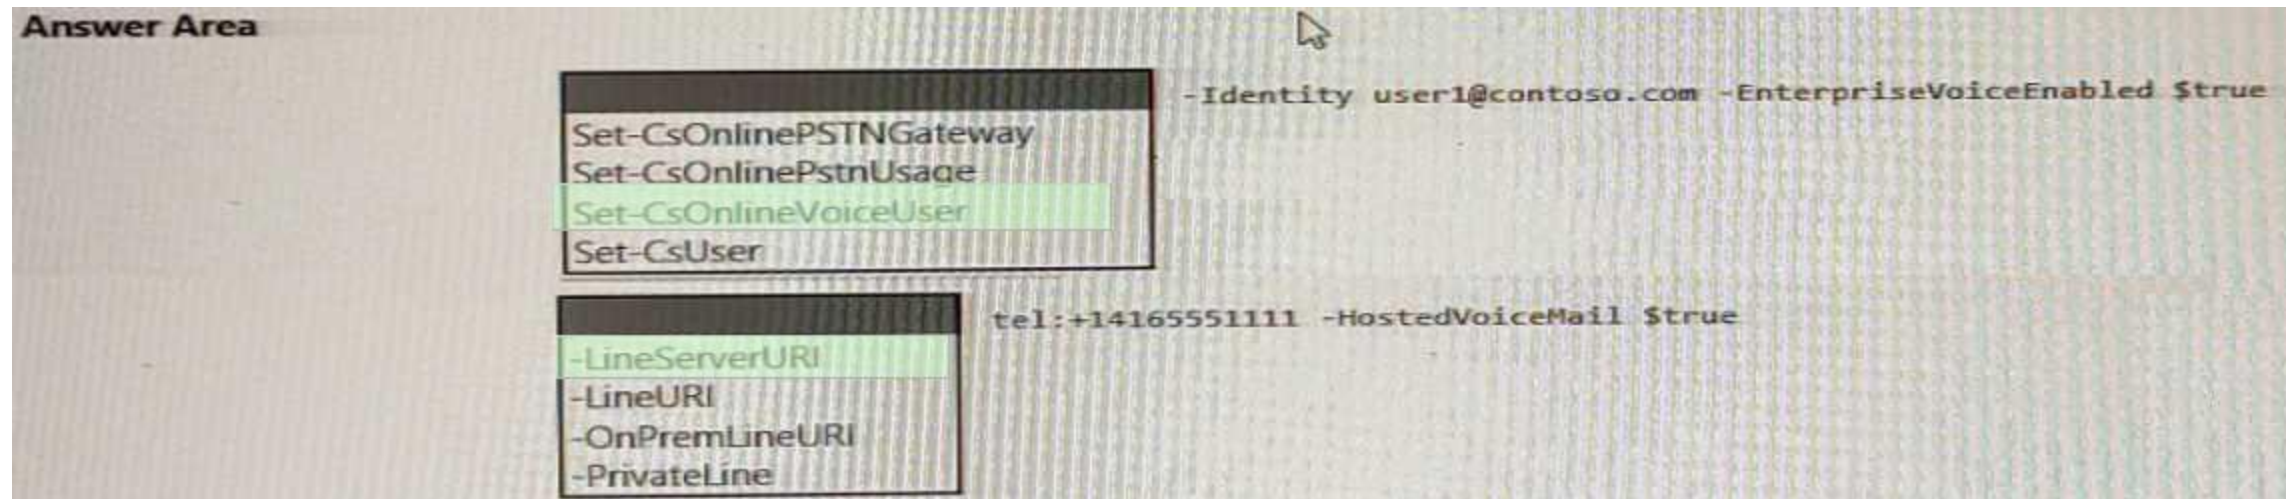 Answer Area
-Identity user1@contoso.com -EnterpriseVoiceEnabled $true
Set-CsOnlinePSTNGateway
Set-CsOnlinePstnUsage
Set-CsOnlineVoiceUser
Set-CsUser
tel:+14165551111 -HostedVoiceMail $true
-LineServerURI
-LineURI
-OnPremLineURI
-PrivateLine